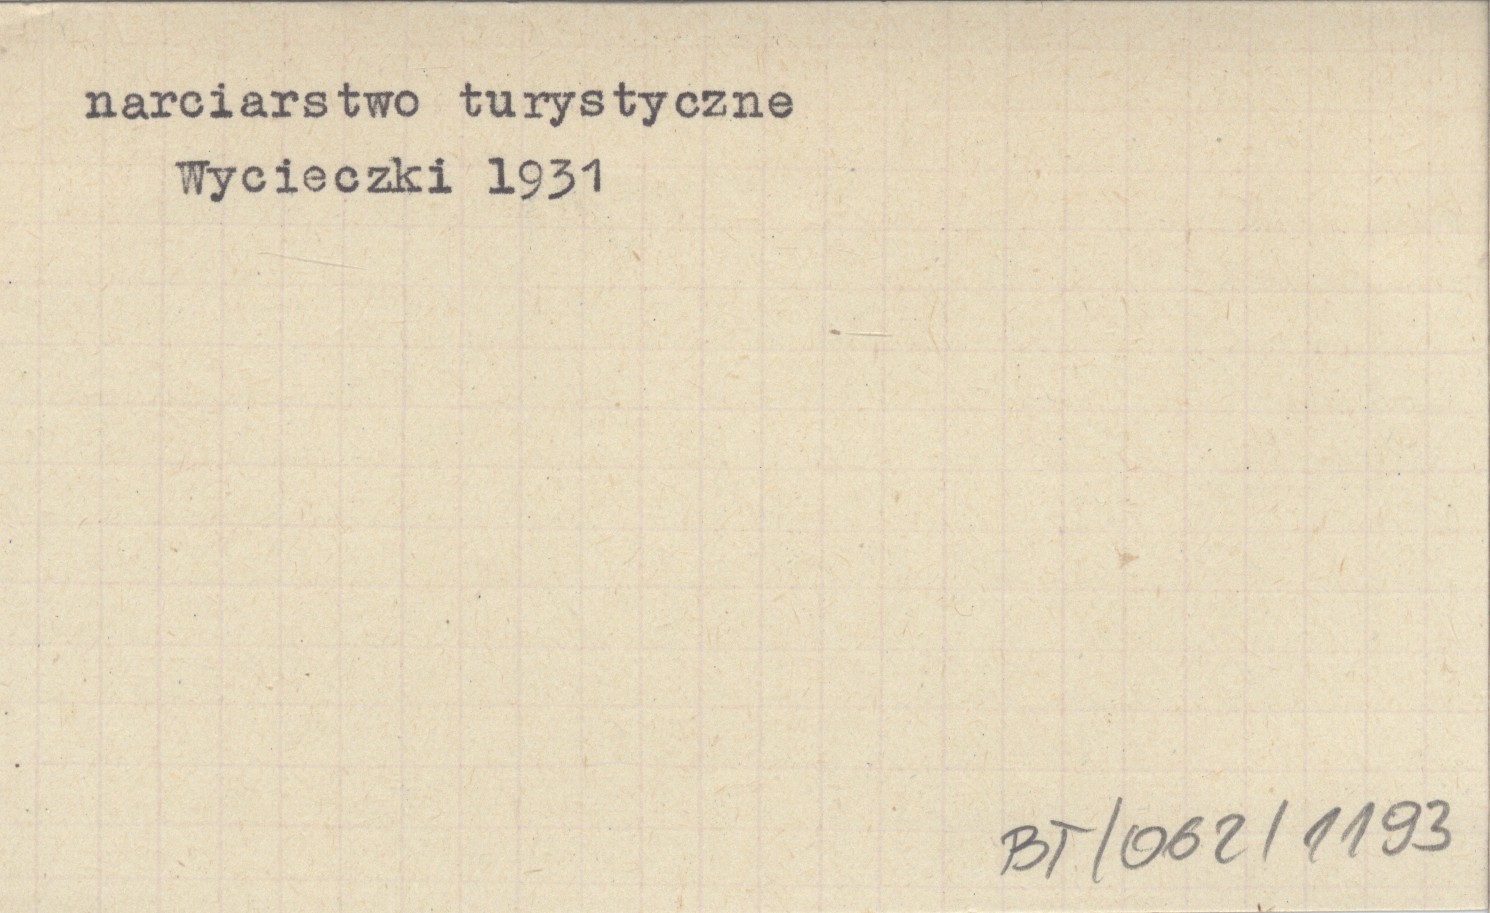 narciarstwo turystyczne
Wycieczki 1931
BT/062/1193